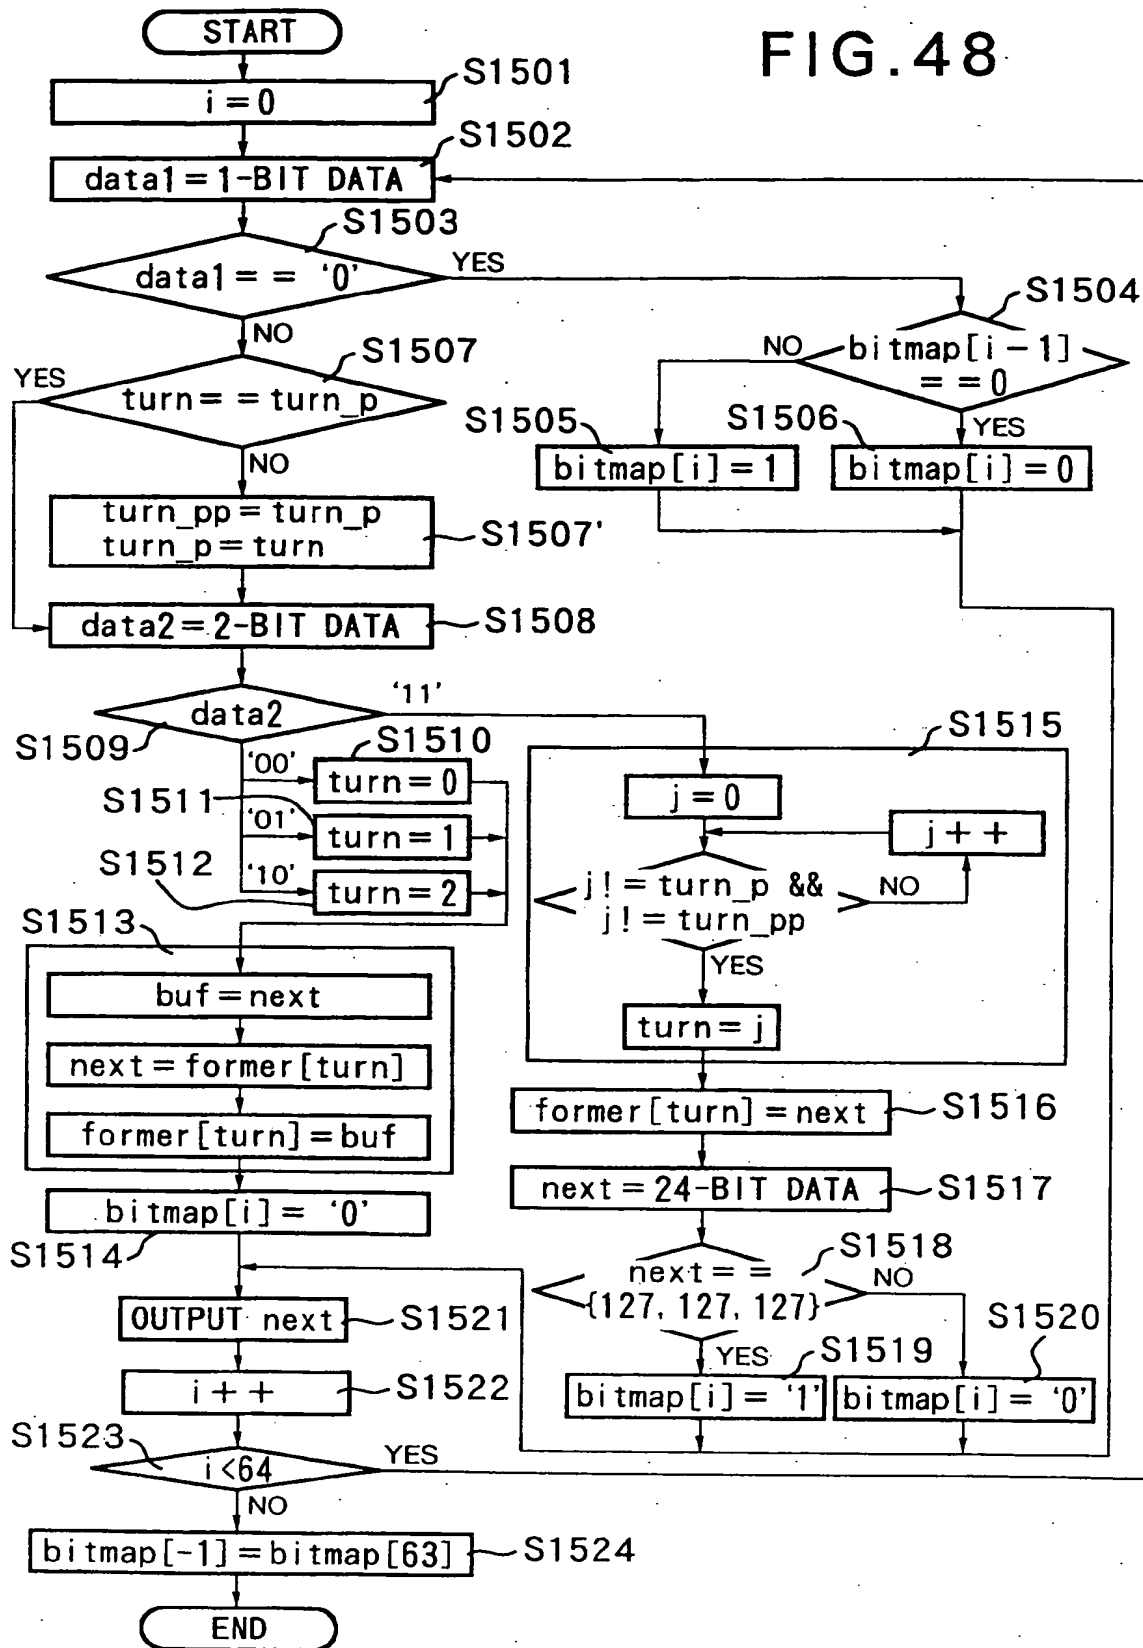 FIG.48
START
S1501
i=0
S1502
data1=1-BIT DATA
S1503
data1== '0'
YES
NO
S1504
bitmap[i-1]
==0
NO
YES
S1505
bitmap[i]=1
S1506
bitmap[i]=0
S1507
turn==turn_p
YES
NO
turn_pp=turn_p
turn_p=turn
S1507'
data2=2-BIT DATA
S1508
data2
S1509
'11'
'00'
S1510
turn=0
S1511
'01'
turn=1
S1512
'10'
turn=2
S1513
buf=next
next=former[turn]
former[turn]=buf
bitmap[i]= '0'
S1514
S1515
j=0
j++
j!=turn_p &&
j!=turn_pp
NO
YES
turn=j
former[turn]=next
S1516
next=24-BIT DATA
S1517
S1518
next==
{127, 127, 127}
NO
YES
S1519
bitmap[i]= '1'
S1520
bitmap[i]= '0'
OUTPUT next
S1521
i++
S1522
S1523
i<64
YES
NO
bitmap[-1]=bitmap[63]
S1524
END